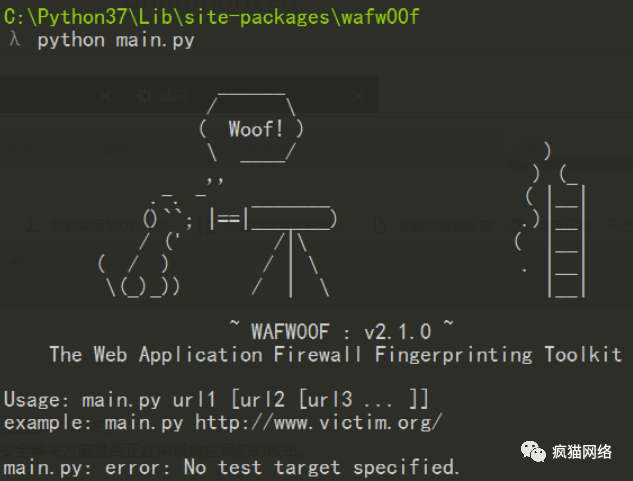 C:\Python37\Lib\site-packages\wafw00f
λ python main.py
Woof!
~ WAFW00F : v2.1.0 ~
The Web Application Firewall Fingerprinting Toolkit
Usage: main.py url1 [url2 [url3 ... ]]
example: main.py http://www.victim.org/
main.py: error: No test target specified.
疯猫网络